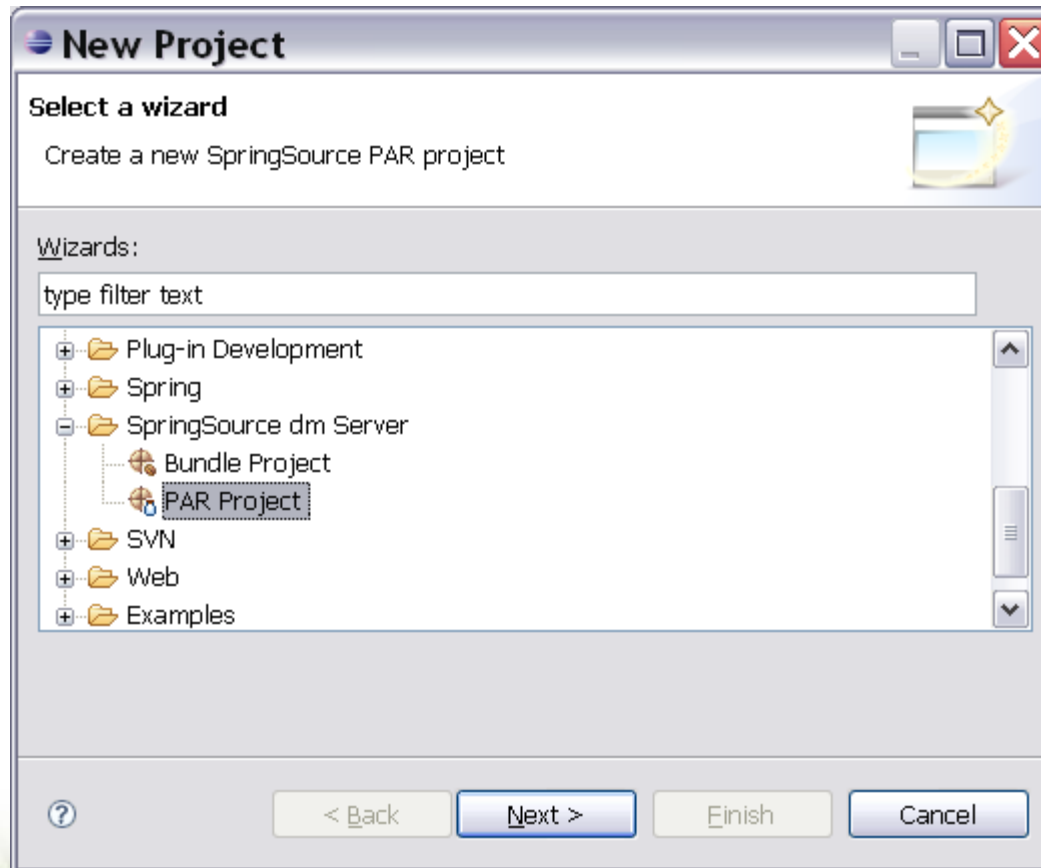 New Project
Select a wizard
Create a new SpringSource PAR project
Wizards:
type filter text
Plug-in Development
Spring
SpringSource dm Server
Bundle Project
PAR Project
SVN
Web
Examples
?
< Back
Next >
Finish
Cancel